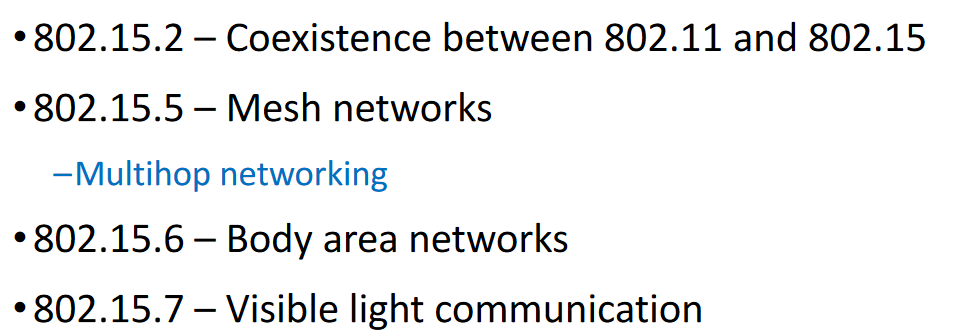 • 802.15.2 – Coexistence between 802.11 and 802.15
• 802.15.5 – Mesh networks
–Multihop networking
• 802.15.6 – Body area networks
• 802.15.7 – Visible light communication